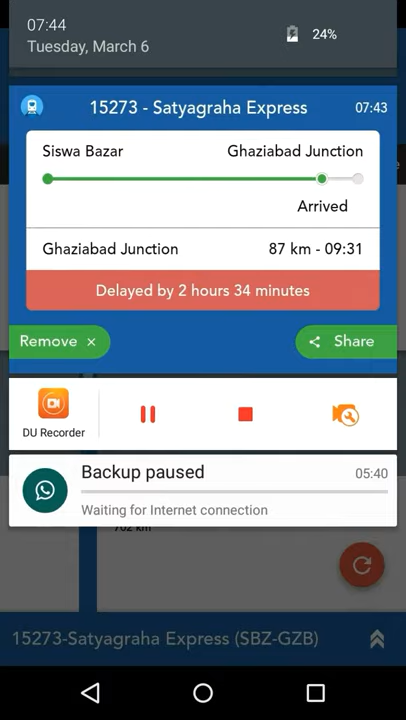 07:44
Tuesday, March 6
24%
15273 - Satyagraha Express 07:43
Siswa Bazar Ghaziabad Junction
Arrived
Ghaziabad Junction 87 km - 09:31
Delayed by 2 hours 34 minutes
Remove × Share
DU Recorder
Backup paused 05:40
Waiting for Internet connection
702 km
15273-Satyagraha Express (SBZ-GZB)